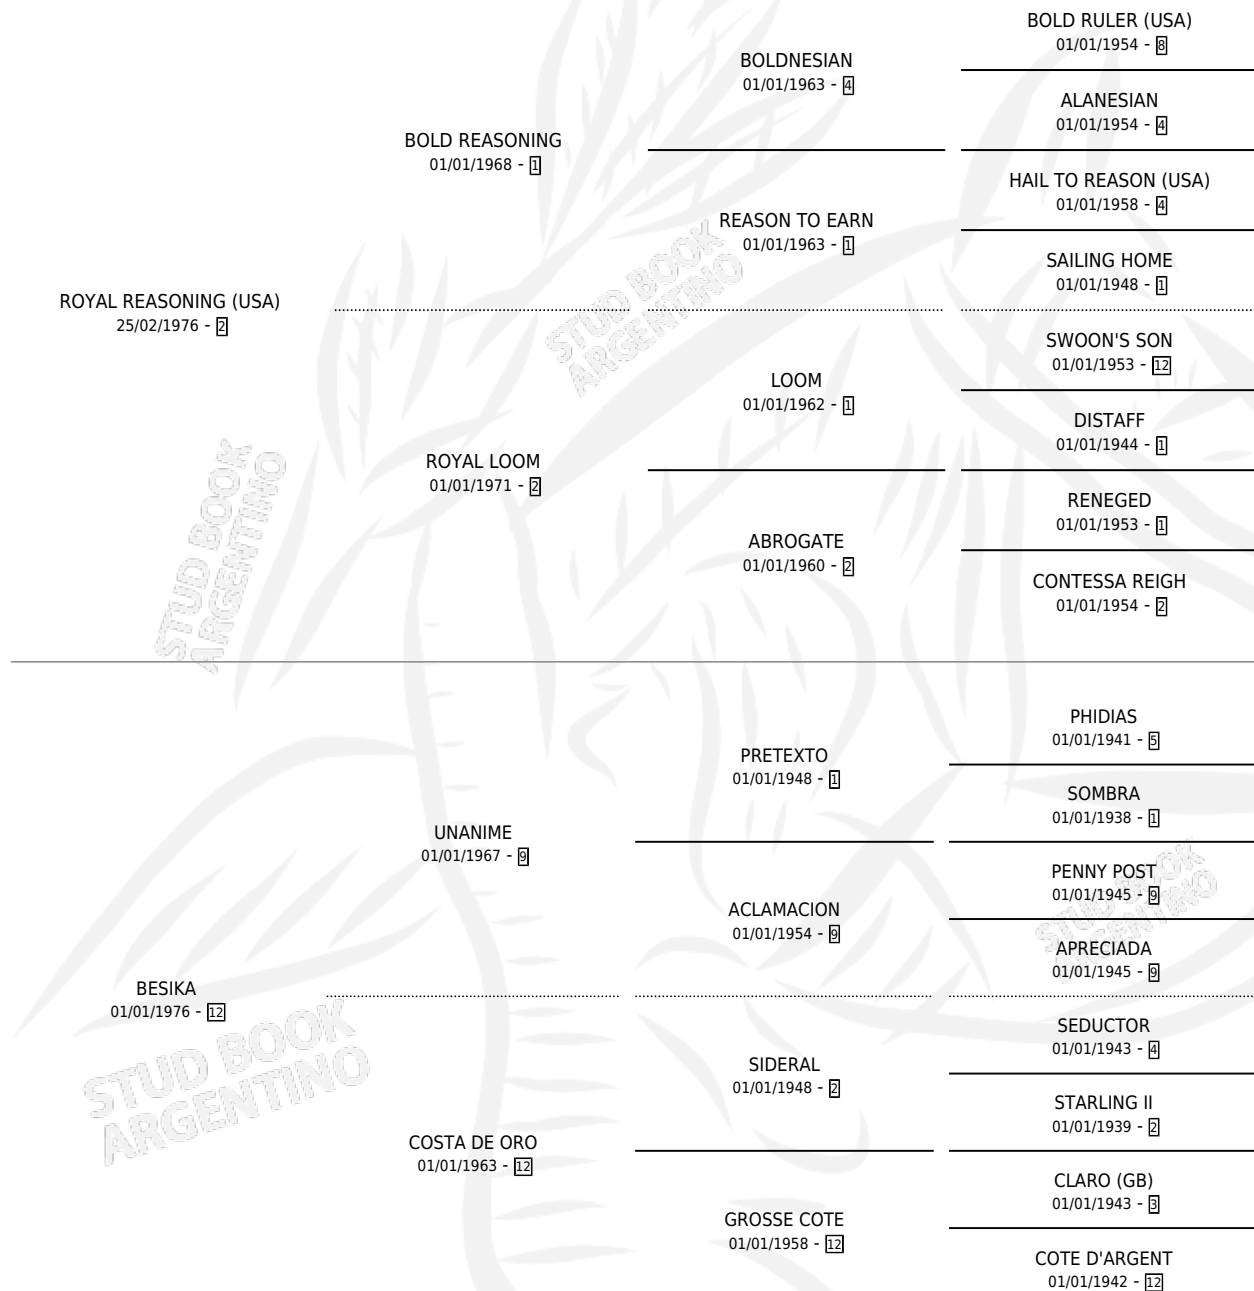 BOLD RULER (USA)
01/01/1954 - 8
BOLDNESIAN
01/01/1963 - 4
ALANESIAN
01/01/1954 - 4
BOLD REASONING
01/01/1968 - 1
HAIL TO REASON (USA)
01/01/1958 - 4
REASON TO EARN
01/01/1963 - 1
SAILING HOME
01/01/1948 - 1
ROYAL REASONING (USA)
25/02/1976 - 2
SWOON'S SON
01/01/1953 - 12
LOOM
01/01/1962 - 1
DISTAFF
01/01/1944 - 1
ROYAL LOOM
01/01/1971 - 2
RENEGED
01/01/1953 - 1
ABROGATE
01/01/1960 - 2
CONTESSA REIGH
01/01/1954 - 2
PHIDIAS
01/01/1941 - 5
PRETEXTO
01/01/1948 - 1
SOMBRA
01/01/1938 - 1
UNANIME
01/01/1967 - 9
PENNY POST
01/01/1945 - 9
ACLAMACION
01/01/1954 - 9
APRECIADA
01/01/1945 - 9
BESIKA
01/01/1976 - 12
SEDUCTOR
01/01/1943 - 4
SIDERAL
01/01/1948 - 2
STARLING II
01/01/1939 - 2
COSTA DE ORO
01/01/1963 - 12
CLARO (GB)
01/01/1943 - 3
GROSSE COTE
01/01/1958 - 12
COTE D'ARGENT
01/01/1942 - 12
STUD BOOK
ARGENTINO
STUD BOOK
ARGENTINO
STUD BOOK
ARGENTINO
STUD BOOK
ARGENTINO